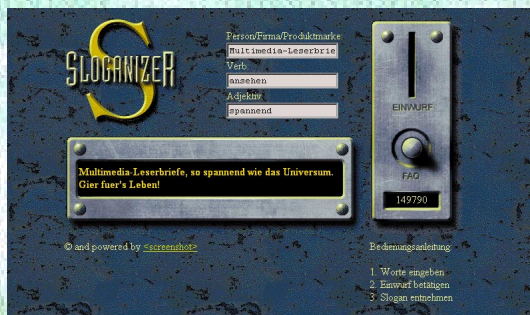 SLOGANIZER
S
Person/Firma/Produktmarke:
Multimedia-Leserbrie
Verb:
ansehen
Adjektiv:
spannend
EINWURF
FAQ
149790
Multimedia-Leserbriefe, so spannend wie das Universum.
Gier fuer's Leben!
© and powered by <screenshot>
Bedienungsanleitung:
1. Worte eingeben
2. Einwurf betätigen
3. Slogan entnehmen